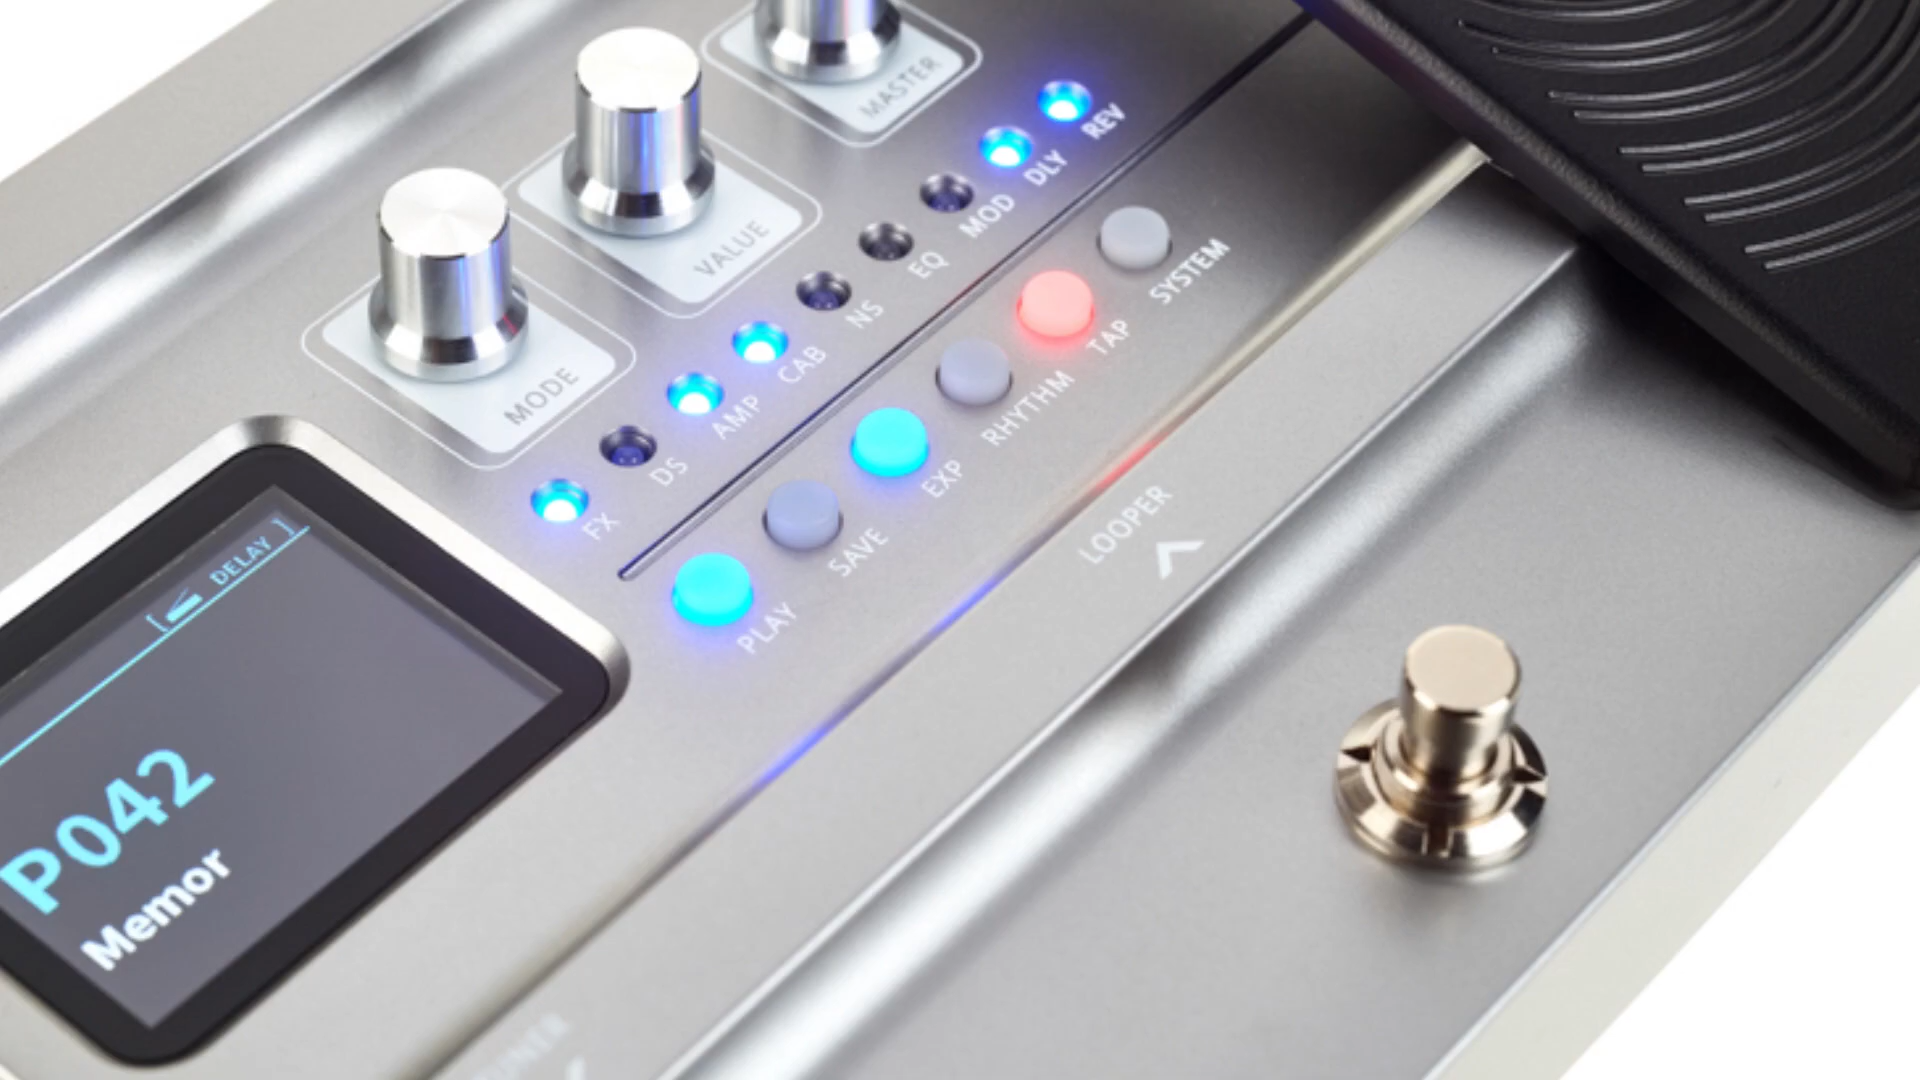 MASTER
VALUE
MODE
FX
DS
AMP
CAB
NS
EQ
MOD
DLY
REV
PLAY
SAVE
EXP
RHYTHM
TAP
SYSTEM
LOOPER
[ DELAY ]
P042
Memor